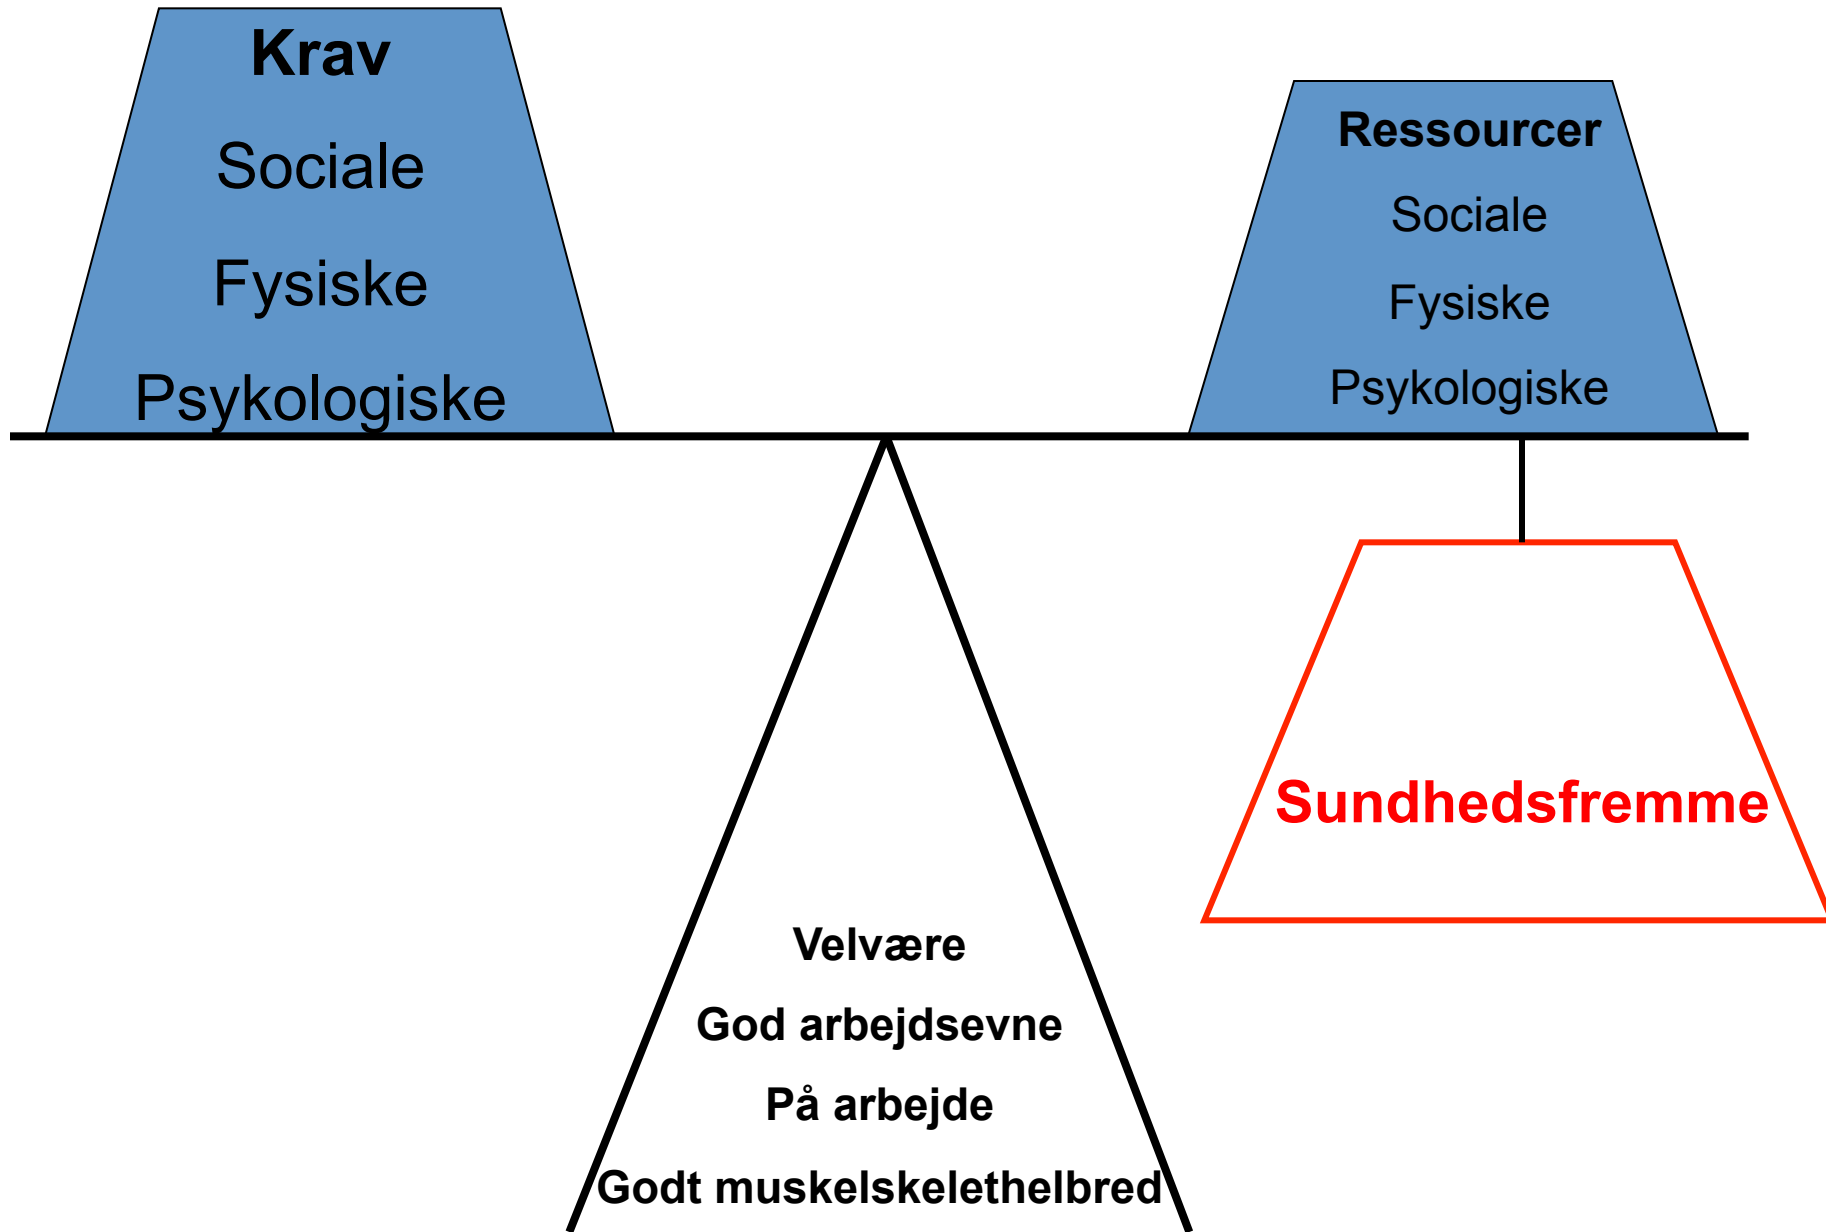 Krav
Sociale
Fysiske
Psykologiske
Ressourcer
Sociale
Fysiske
Psykologiske
Sundhedsfremme
Velvære
God arbejdsevne
På arbejde
Godt muskelskelethelbred